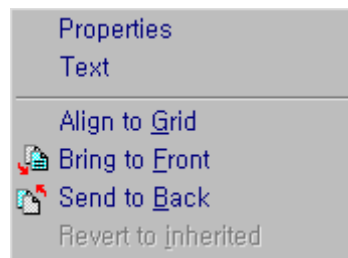 Properties
Text
Align to Grid
Bring to Front
Send to Back
Revert to inherited